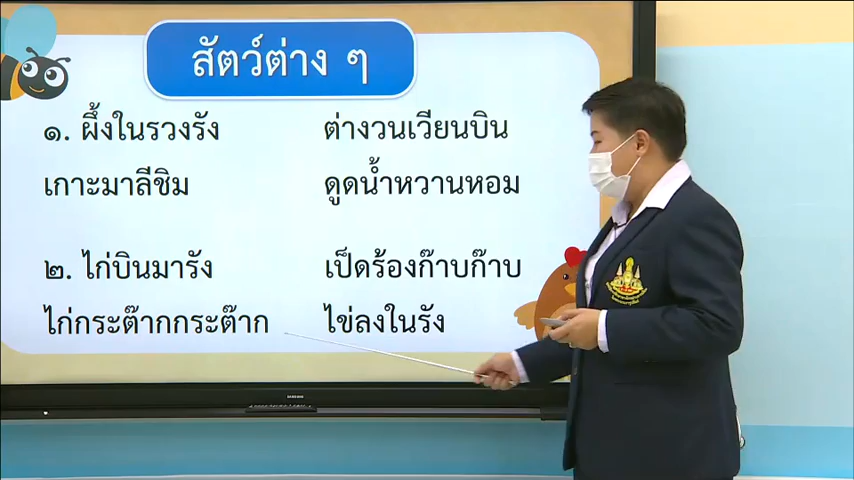 สัตว์ต่าง ๆ
๑. ผึ้งในรวงรัง ต่างวนเวียนบิน
เกาะมาลีชิม ดูดน้ำหวานหอม
๒. ไก่บินมารัง เป็ดร้องก๊าบก๊าบ
ไก่กระต๊ากกระต๊าก ไข่ลงในรัง
SAMSUNG